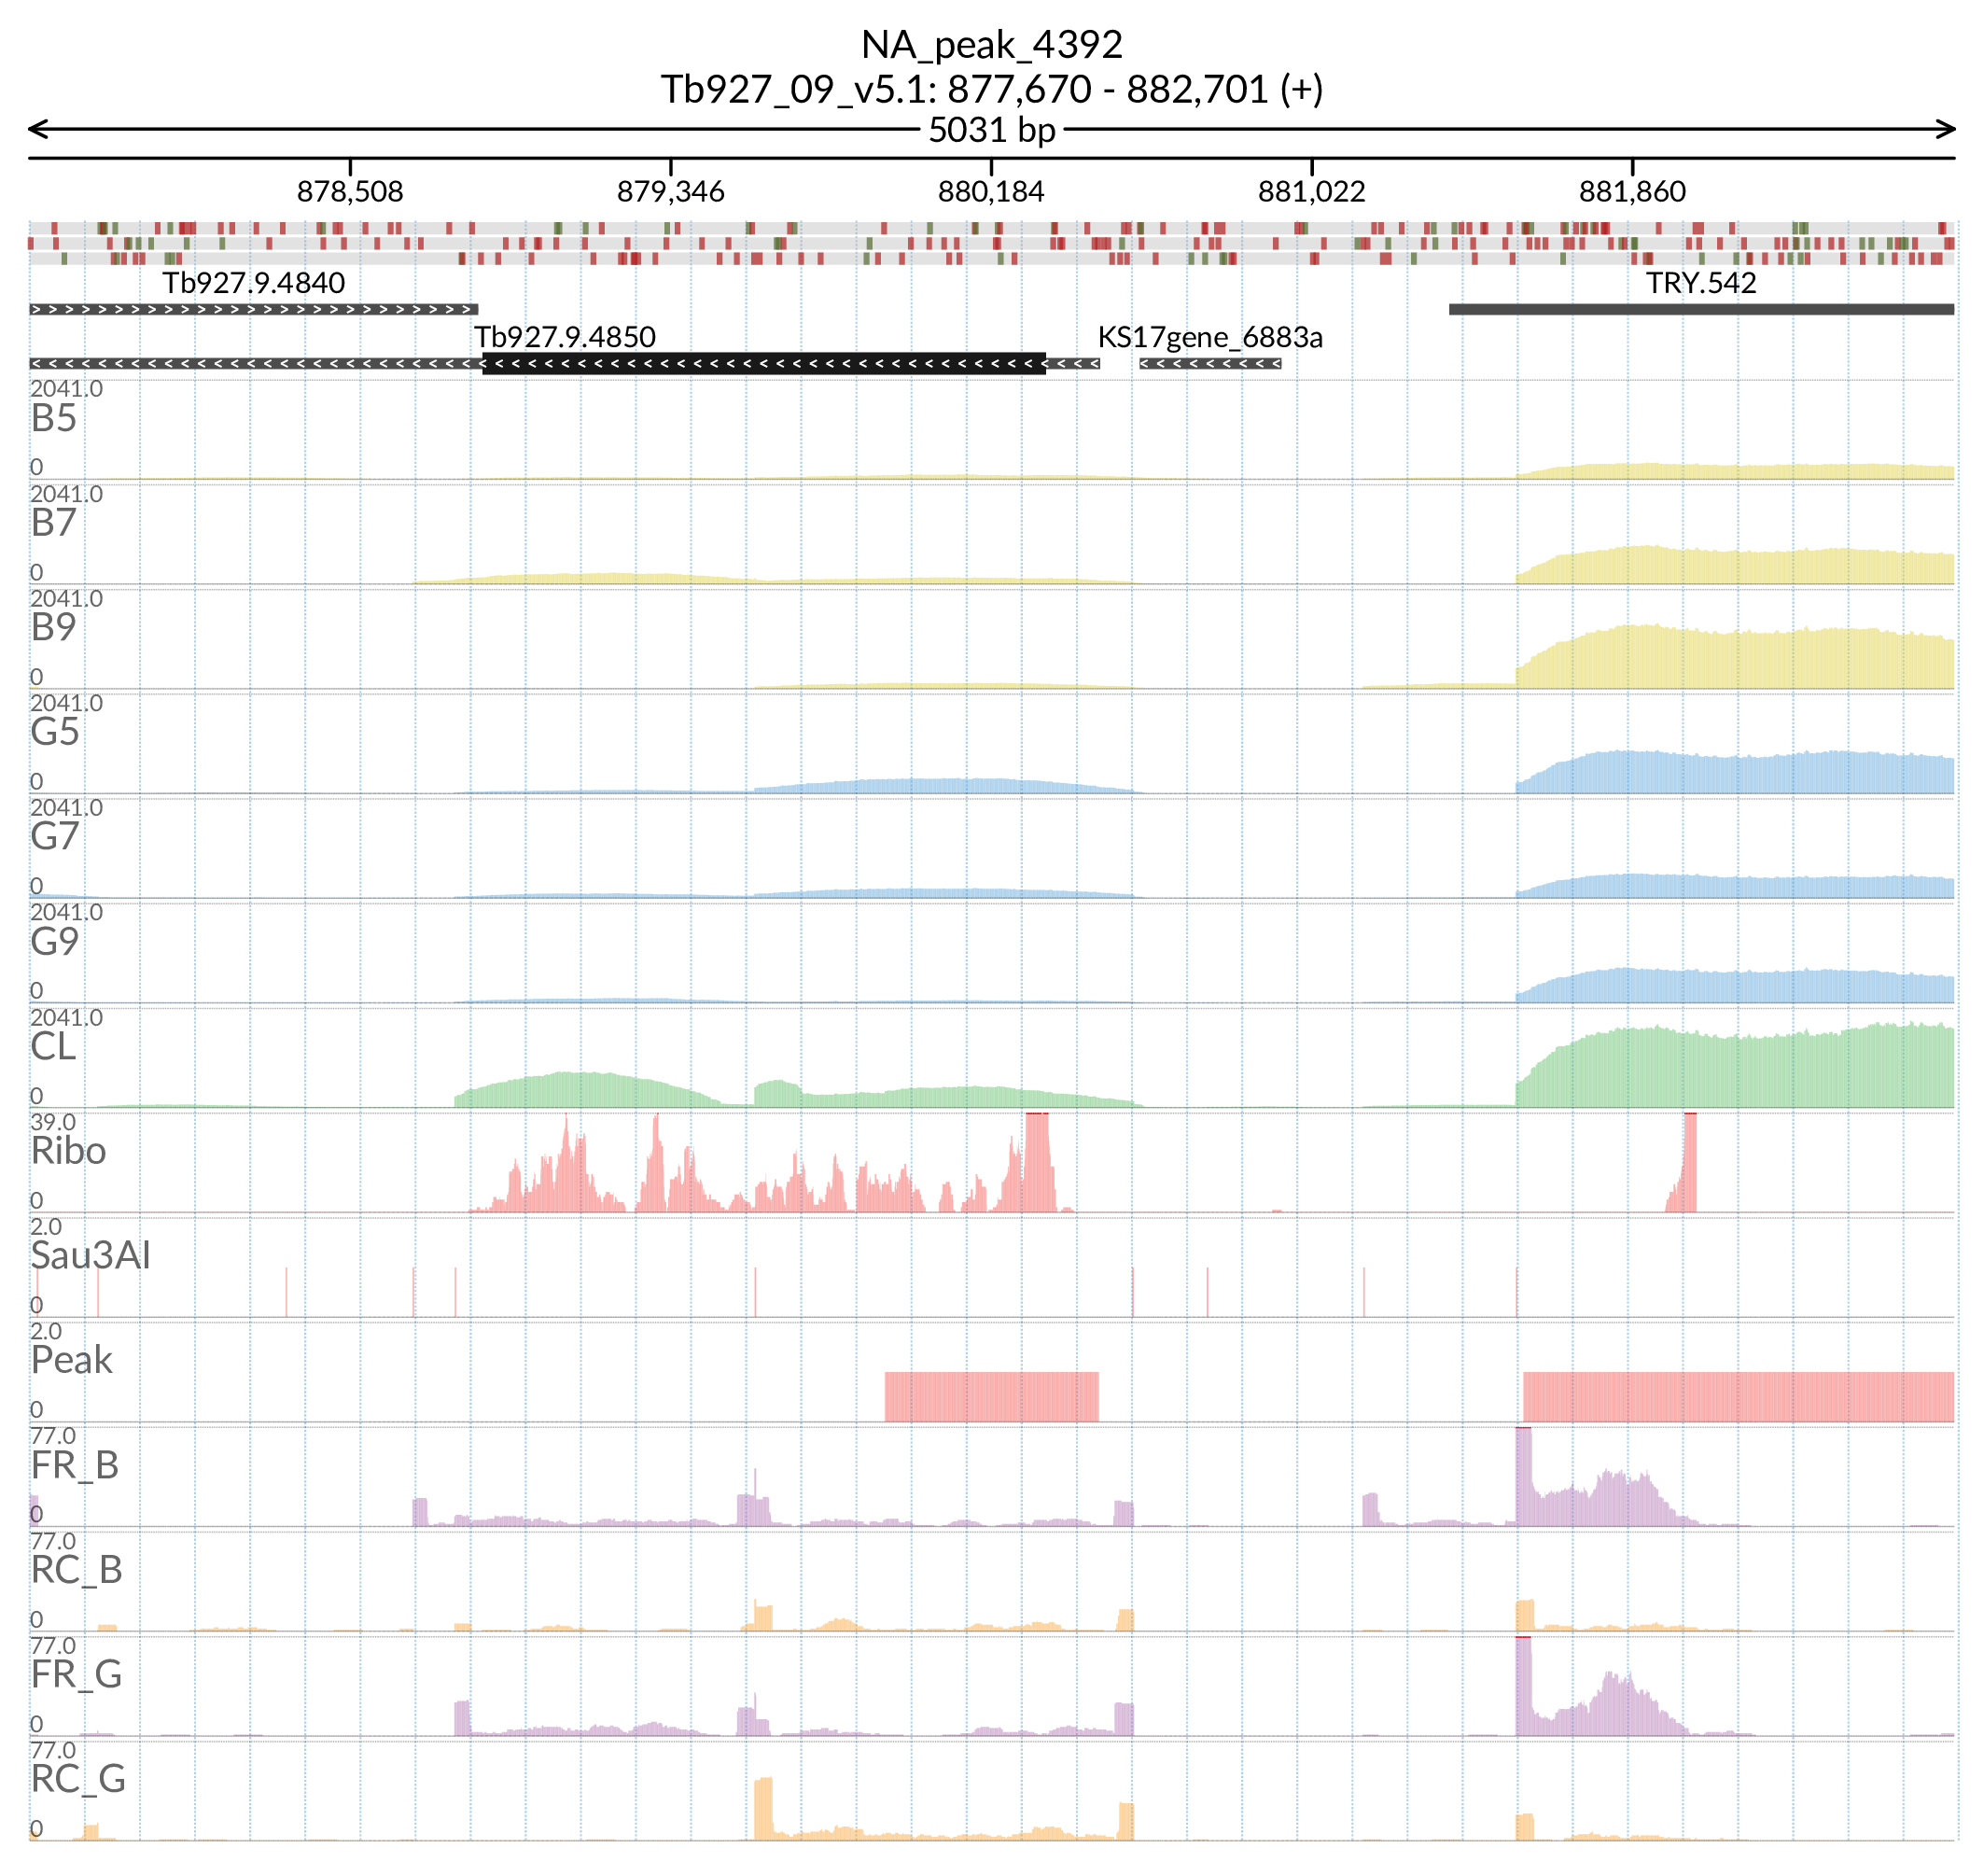 NA_peak_4392
Tb927_09_v5.1: 877,670 - 882,701 (+)
5031 bp
878,508 879,346 880,184 881,022 881,860
Tb927.9.4840 TRY.542
Tb927.9.4850 KS17gene_6883a
2041.0
B5
0
2041.0
B7
0
2041.0
B9
0
2041.0
G5
0
2041.0
G7
0
2041.0
G9
0
2041.0
CL
0
39.0
Ribo
0
2.0
Sau3AI
0
2.0
Peak
0
77.0
FR_B
0
77.0
RC_B
0
77.0
FR_G
0
77.0
RC_G
0